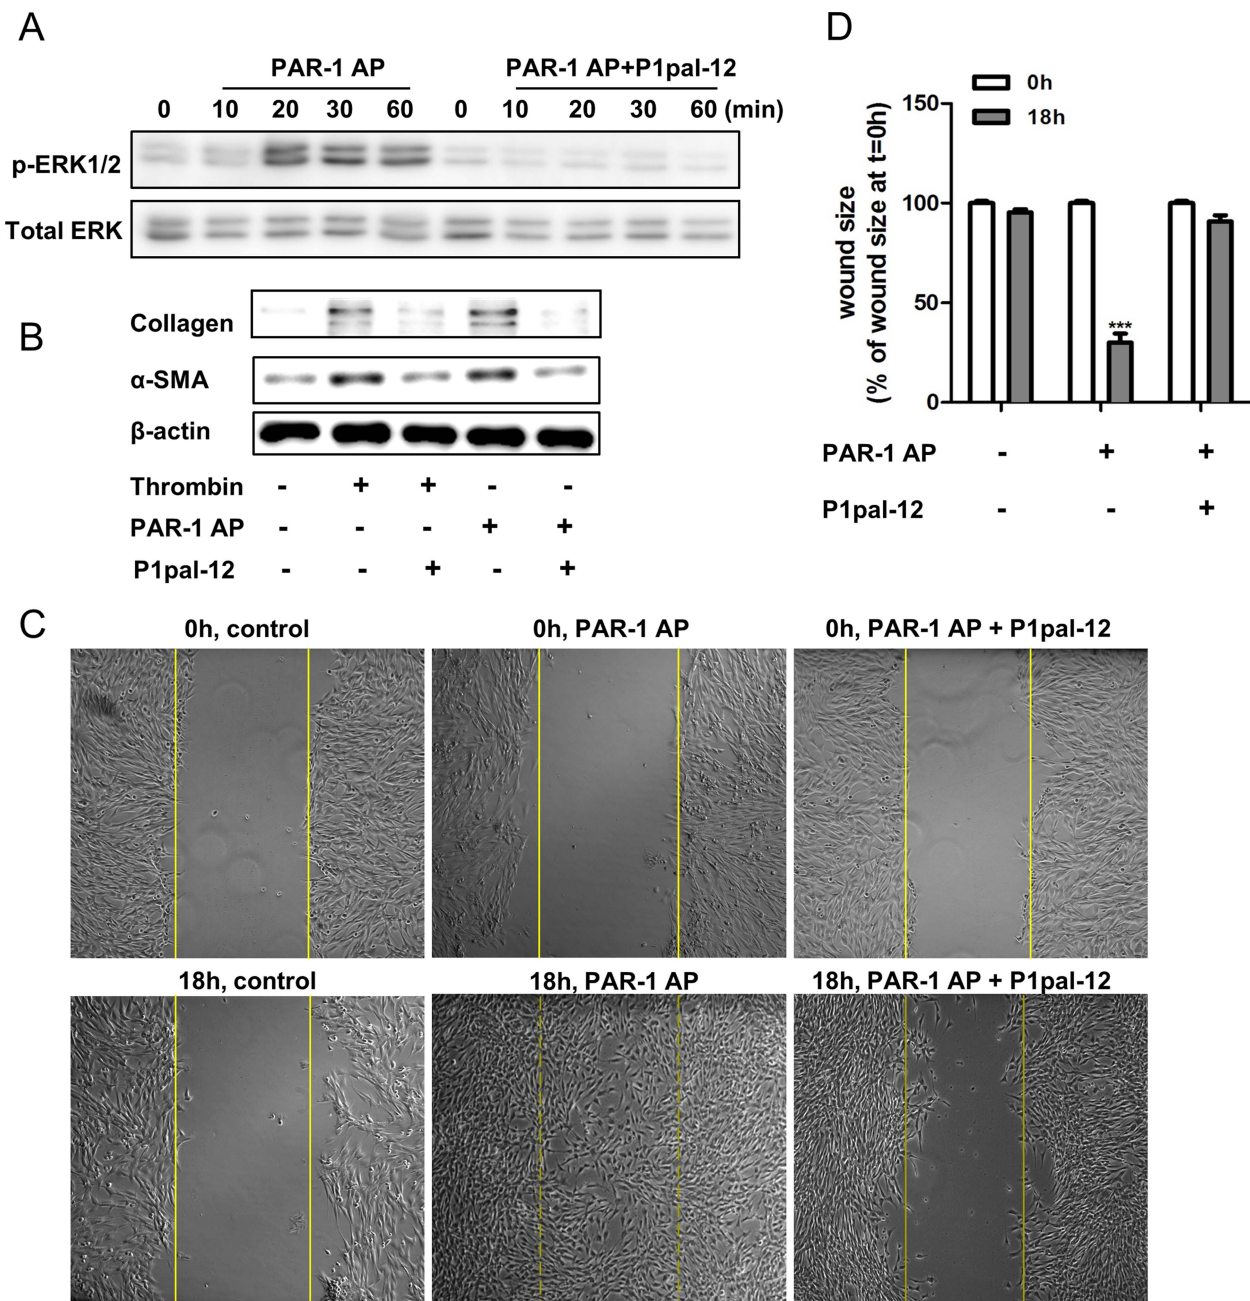 A
PAR-1 AP PAR-1 AP+P1pal-12
0 10 20 30 60 0 10 20 30 60 (min)
p-ERK1/2
Total ERK
B
Collagen
α-SMA
β-actin
Thrombin - + + - -
PAR-1 AP - - - + +
P1pal-12 - - + - +
D
0h
18h
wound size
(% of wound size at t=0h)
150
100
50
0
***
PAR-1 AP - + +
P1pal-12 - - +
C
0h, control 0h, PAR-1 AP 0h, PAR-1 AP + P1pal-12
18h, control 18h, PAR-1 AP 18h, PAR-1 AP + P1pal-12